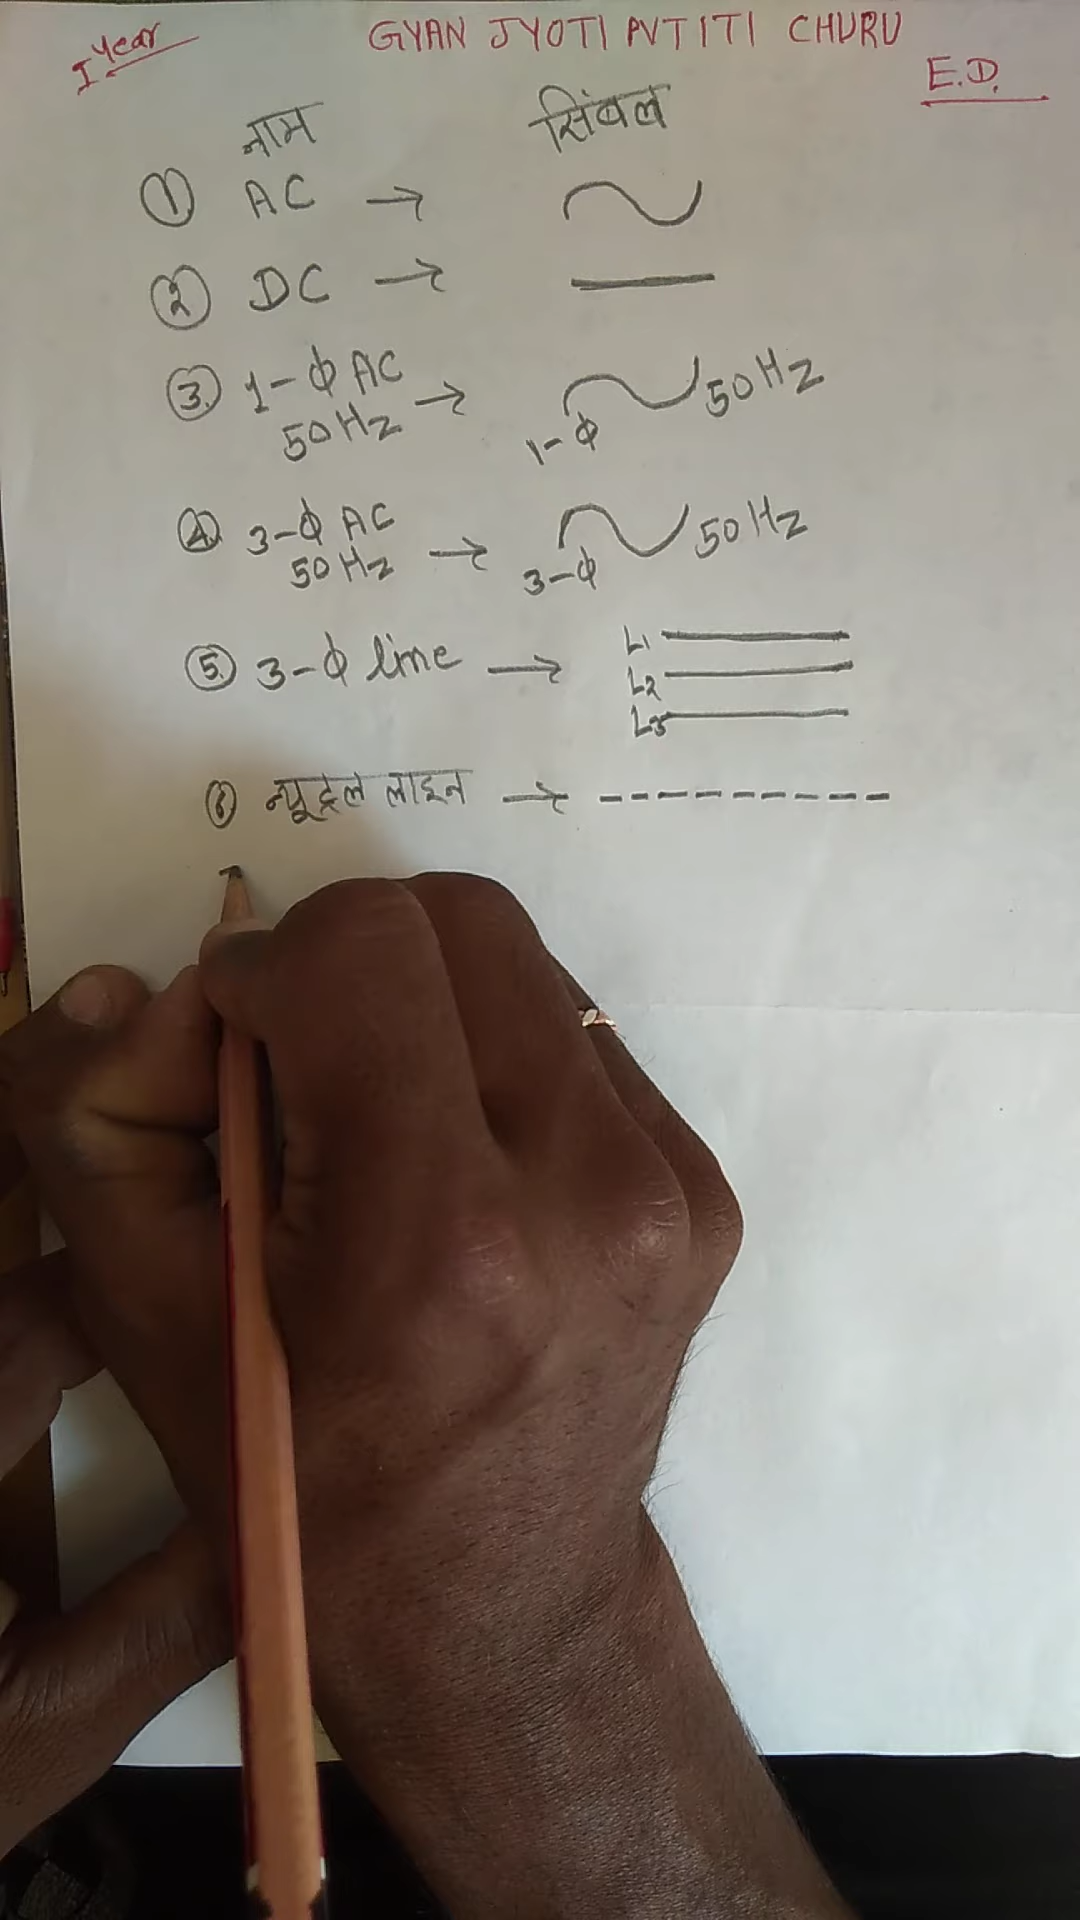 I Year
GYAN JYOTI PVT ITI CHURU
E.D.
नाम सिंबल
① AC → ~
② DC → —
③. 1-ϕ AC 50 Hz → 1-ϕ ~ 50 Hz
④. 3-ϕ AC 50 Hz → 3-ϕ ~ 50 Hz
⑤. 3-ϕ line → L1
L2
L3
⑥. न्यूट्रल लाइन → ---------